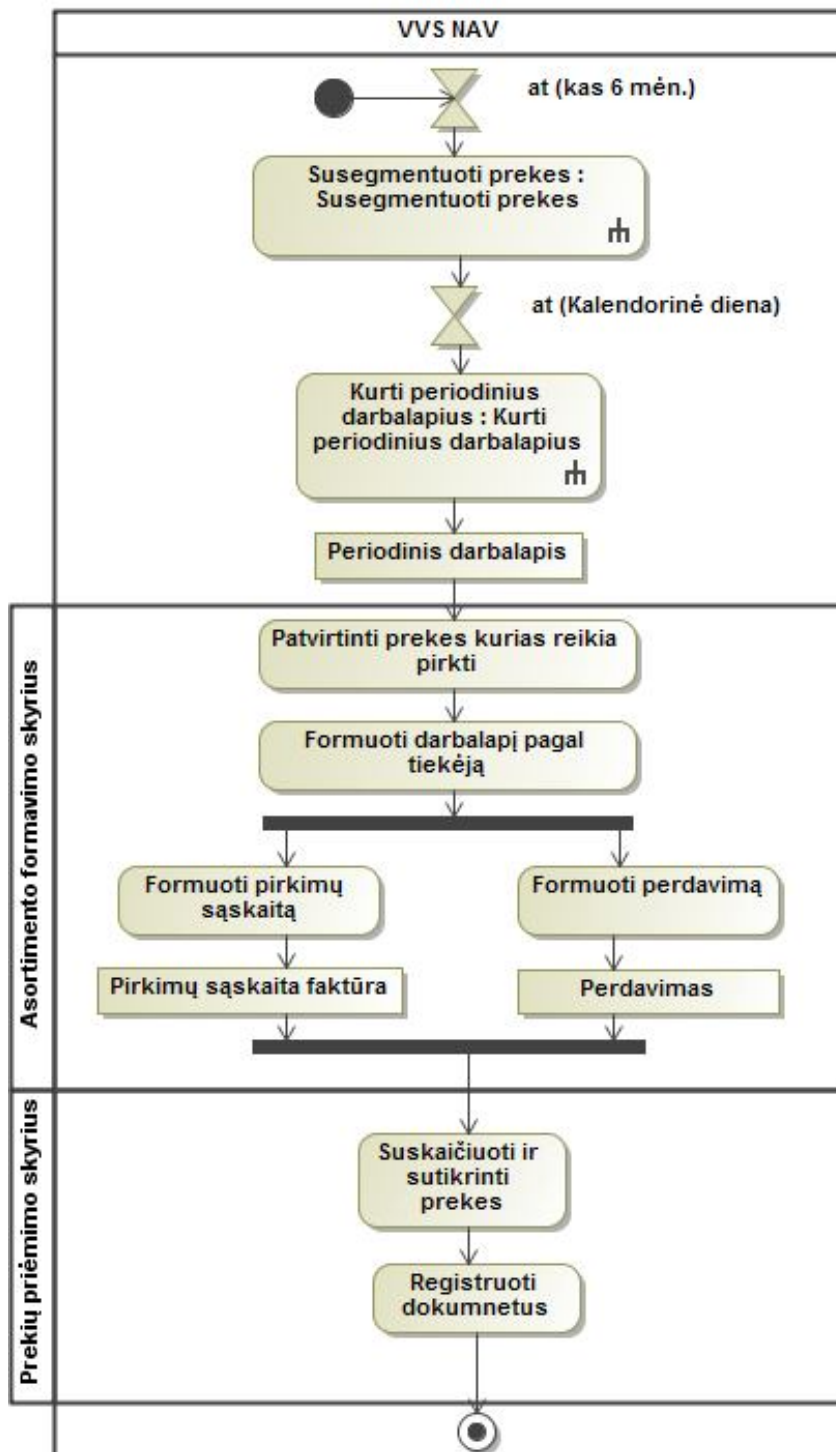 VVS NAV
at (kas 6 mėn.)
Susegmentuoti prekes :
Susegmentuoti prekes
at (Kalendorinė diena)
Kurti periodinius
darbalapius : Kurti
periodinius darbalapius
Periodinis darbalapis
Asortimento formavimo skyrius
Patvirtinti prekes kurias reikia
pirkti
Formuoti darbalapį pagal
tiekėją
Formuoti pirkimų
sąskaitą
Formuoti perdavimą
Pirkimų sąskaita faktūra
Perdavimas
Prekių priėmimo skyrius
Suskaičiuoti ir
sutikrinti
prekes
Registruoti
dokumnetus